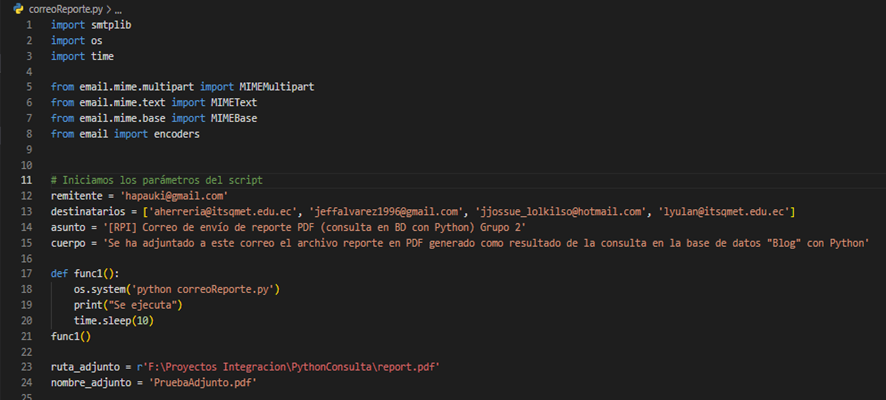 correoReporte.py > ...
1 import smtplib
2 import os
3 import time
4
5 from email.mime.multipart import MIMEMultipart
6 from email.mime.text import MIMEText
7 from email.mime.base import MIMEBase
8 from email import encoders
9
10
11 # Iniciamos los parámetros del script
12 remitente = 'hapauki@gmail.com'
13 destinatarios = ['aherreria@itsqmet.edu.ec', 'jeffalvarez1996@gmail.com', 'jjossue_lolkilso@hotmail.com', 'lyulan@itsqmet.edu.ec']
14 asunto = '[RPI] Correo de envío de reporte PDF (consulta en BD con Python) Grupo 2'
15 cuerpo = 'Se ha adjuntado a este correo el archivo reporte en PDF generado como resultado de la consulta en la base de datos "Blog" con Python'
16
17 def func1():
18     os.system('python correoReporte.py')
19     print("Se ejecuta")
20     time.sleep(10)
21 func1()
22
23 ruta_adjunto = r'F:\Proyectos Integracion\PythonConsulta\report.pdf'
24 nombre_adjunto = 'PruebaAdjunto.pdf'
25